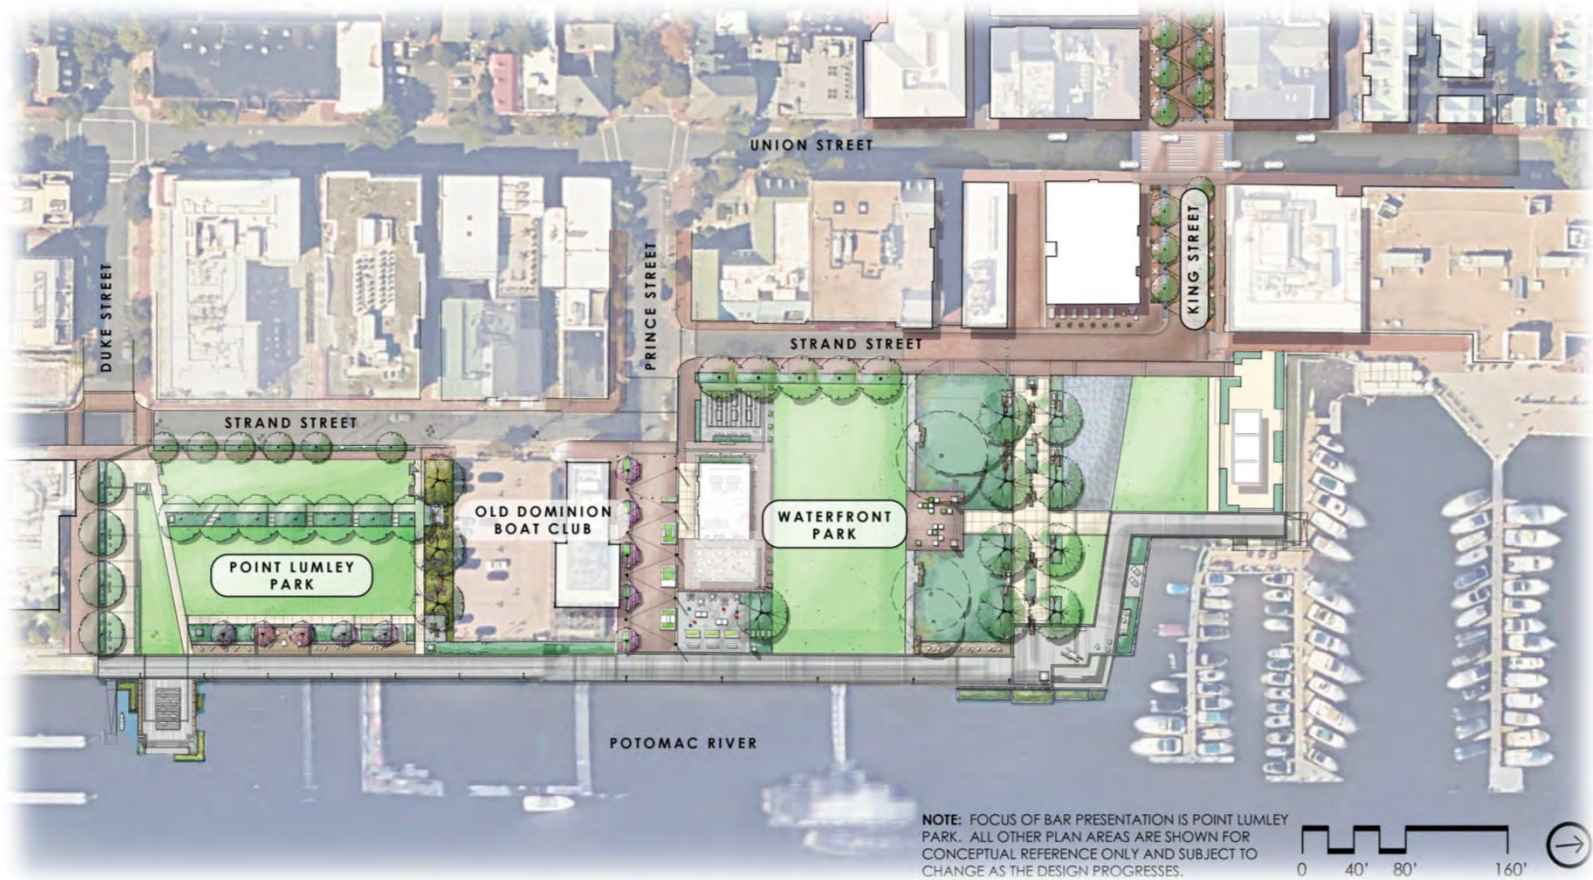 UNION STREET
KING STREET
DUKE STREET
PRINCE STREET
STRAND STREET
STRAND STREET
OLD DOMINION
BOAT CLUB
WATERFRONT
PARK
POINT LUMLEY
PARK
POTOMAC RIVER
NOTE: FOCUS OF BAR PRESENTATION IS POINT LUMLEY
PARK. ALL OTHER PLAN AREAS ARE SHOWN FOR
CONCEPTUAL REFERENCE ONLY AND SUBJECT TO
CHANGE AS THE DESIGN PROGRESSES.
0 40' 80' 160'